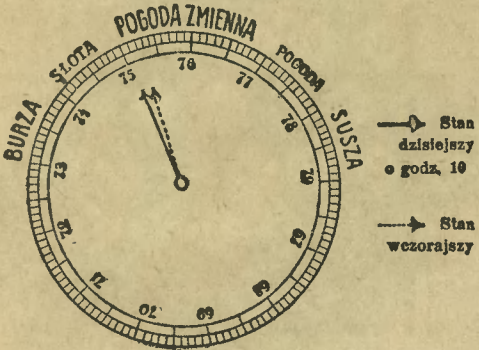 POGODA ZMIENNA
SŁOTA
POGODA
BURZA
SUSZA
75
76
77
74
78
73
79
72
71
70
69
68
Stan
dzisiejszy
o godz. 10
Stan
wczorajszy